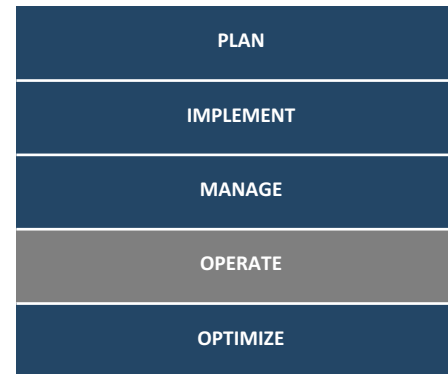 PLAN
IMPLEMENT
MANAGE
OPERATE
OPTIMIZE